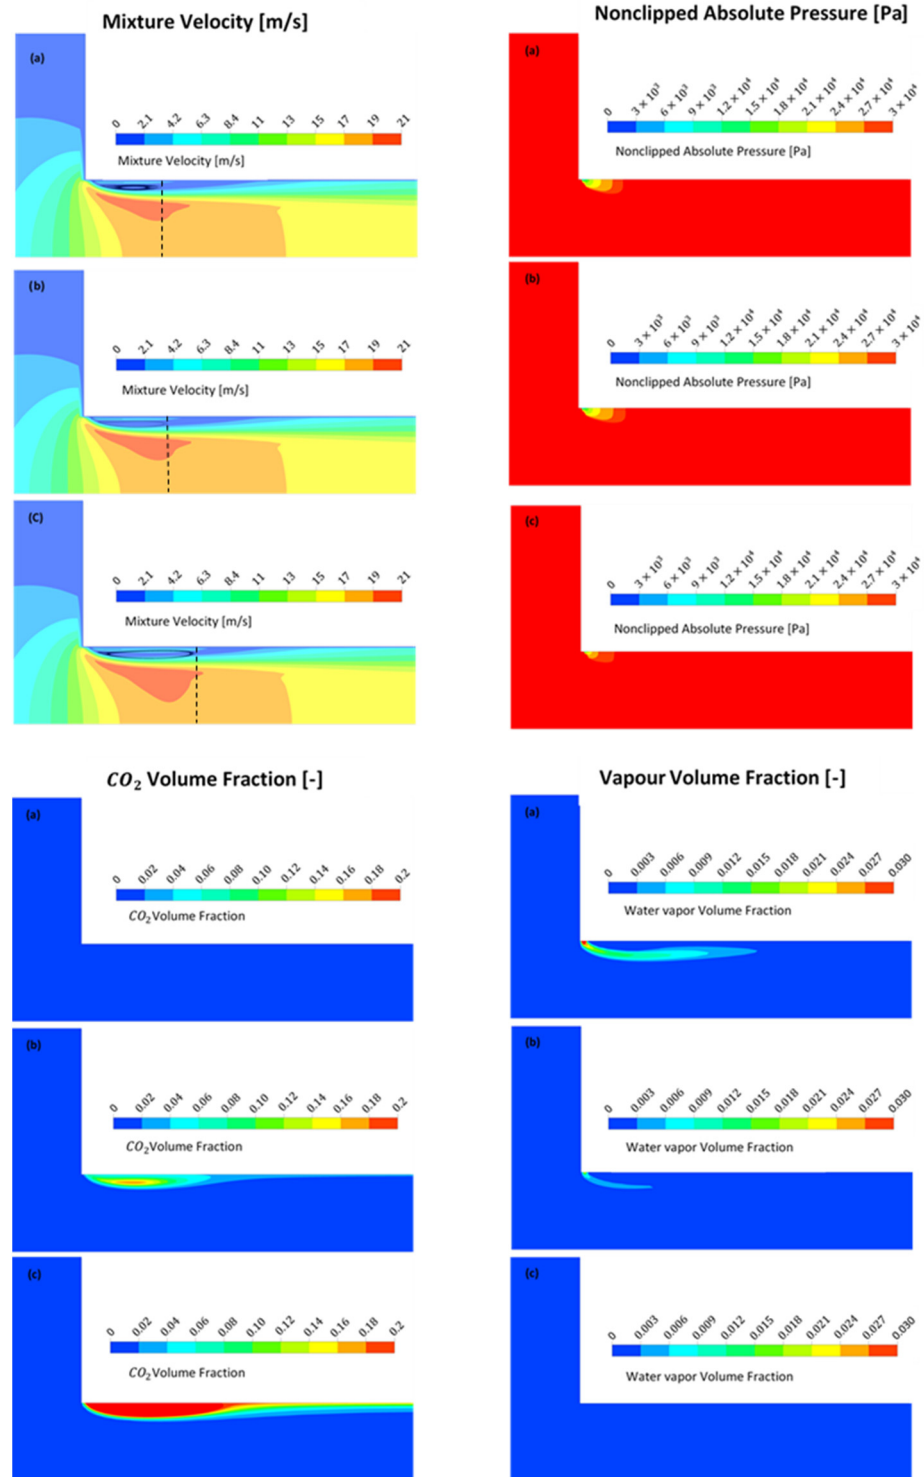 Mixture Velocity [m/s]
(a)
0 2.1 4.2 6.3 8.4 11 13 15 17 19 21
Mixture Velocity [m/s]
(b)
0 2.1 4.2 6.3 8.4 11 13 15 17 19 21
Mixture Velocity [m/s]
(C)
0 2.1 4.2 6.3 8.4 11 13 15 17 19 21
Mixture Velocity [m/s]
Nonclipped Absolute Pressure [Pa]
(a)
0 3 × 10³ 6 × 10³ 9 × 10³ 1.2 × 10⁴ 1.5 × 10⁴ 1.8 × 10⁴ 2.1 × 10⁴ 2.4 × 10⁴ 2.7 × 10⁴ 3 × 10⁴
Nonclipped Absolute Pressure [Pa]
(b)
0 3 × 10³ 6 × 10³ 9 × 10³ 1.2 × 10⁴ 1.5 × 10⁴ 1.8 × 10⁴ 2.1 × 10⁴ 2.4 × 10⁴ 2.7 × 10⁴ 3 × 10⁴
Nonclipped Absolute Pressure [Pa]
(c)
0 3 × 10³ 6 × 10³ 9 × 10³ 1.2 × 10⁴ 1.5 × 10⁴ 1.8 × 10⁴ 2.1 × 10⁴ 2.4 × 10⁴ 2.7 × 10⁴ 3 × 10⁴
Nonclipped Absolute Pressure [Pa]
CO₂ Volume Fraction [-]
(a)
0 0.02 0.04 0.06 0.08 0.10 0.12 0.14 0.16 0.18 0.2
CO₂Volume Fraction
(b)
0 0.02 0.04 0.06 0.08 0.10 0.12 0.14 0.16 0.18 0.2
CO₂Volume Fraction
(c)
0 0.02 0.04 0.06 0.08 0.10 0.12 0.14 0.16 0.18 0.2
CO₂Volume Fraction
Vapour Volume Fraction [-]
(a)
0 0.003 0.006 0.009 0.012 0.015 0.018 0.021 0.024 0.027 0.030
Water vapor Volume Fraction
(b)
0 0.003 0.006 0.009 0.012 0.015 0.018 0.021 0.024 0.027 0.030
Water vapor Volume Fraction
(c)
0 0.003 0.006 0.009 0.012 0.015 0.018 0.021 0.024 0.027 0.030
Water vapor Volume Fraction